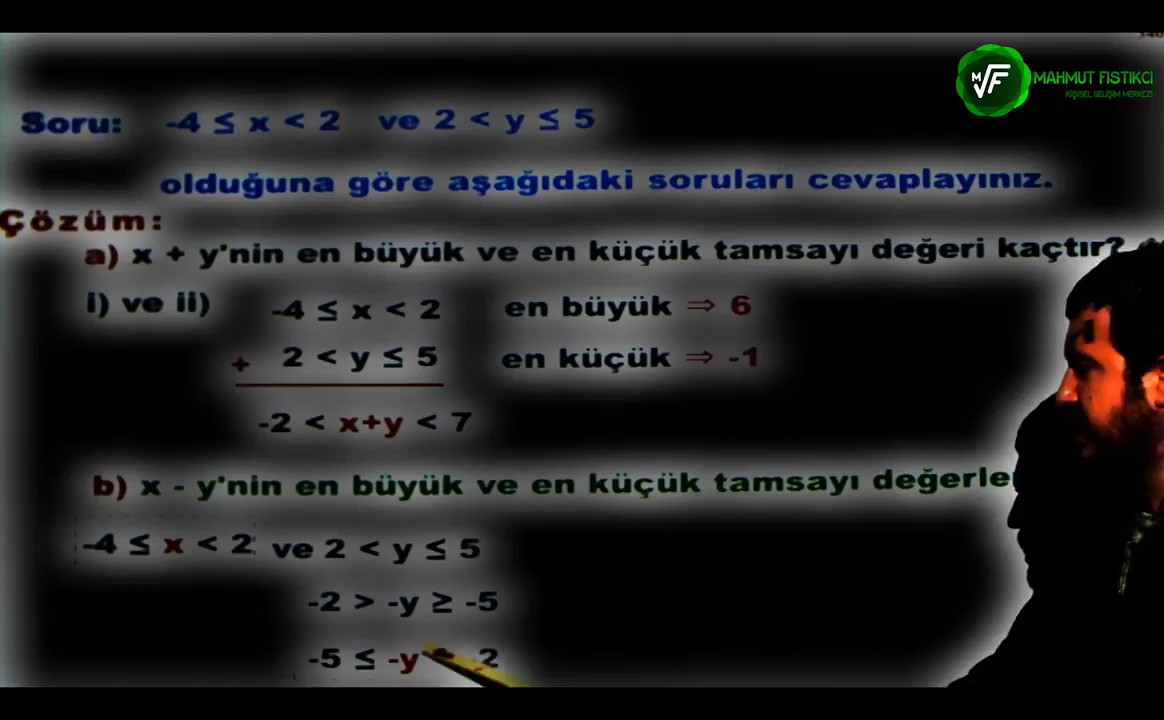 MAHMUT FISTIKCI
KİŞİSEL GELİŞİM MERKEZİ
Soru: -4 ≤ x < 2 ve 2 < y ≤ 5
olduğuna göre aşağıdaki soruları cevaplayınız.
Çözüm:
a) x + y'nin en büyük ve en küçük tamsayı değeri kaçtır?
i) ve ii) -4 ≤ x < 2 en büyük ⇒ 6
+ 2 < y ≤ 5 en küçük ⇒ -1
-2 < x+y < 7
b) x - y'nin en büyük ve en küçük tamsayı
-4 ≤ x < 2 ve 2 < y ≤ 5
-2 > -y ≥ -5
-5 ≤ -y 2